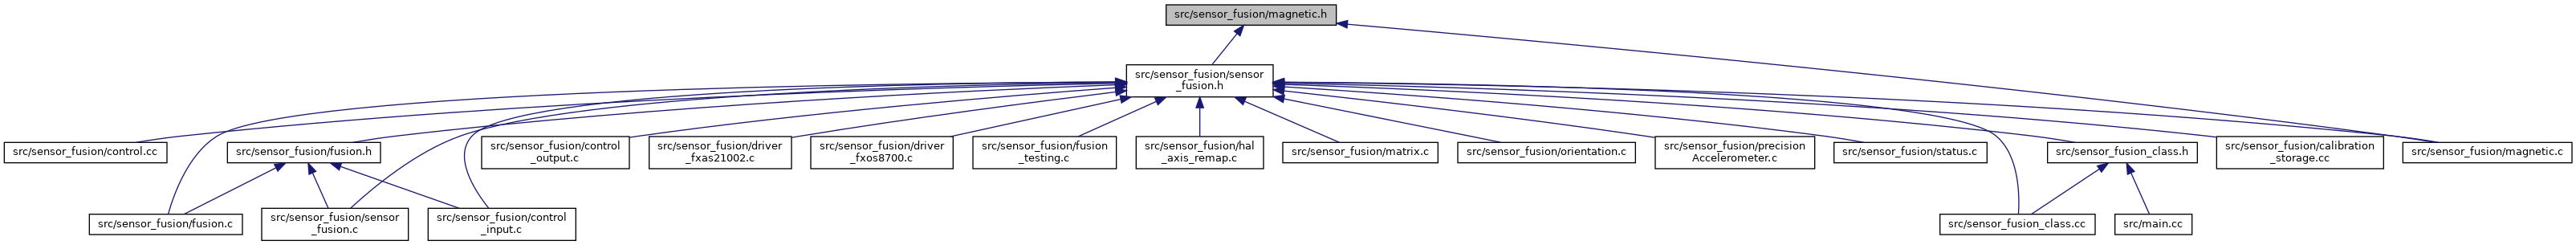 src/sensor_fusion/magnetic.h
src/sensor_fusion/sensor
_fusion.h
src/sensor_fusion/control.cc
src/sensor_fusion/fusion.h
src/sensor_fusion/control
_output.c
src/sensor_fusion/driver
_fxas21002.c
src/sensor_fusion/driver
_fxos8700.c
src/sensor_fusion/fusion
_testing.c
src/sensor_fusion/hal
_axis_remap.c
src/sensor_fusion/matrix.c
src/sensor_fusion/orientation.c
src/sensor_fusion/precision
Accelerometer.c
src/sensor_fusion/status.c
src/sensor_fusion_class.h
src/sensor_fusion/calibration
_storage.cc
src/sensor_fusion/magnetic.c
src/sensor_fusion/fusion.c
src/sensor_fusion/sensor
_fusion.c
src/sensor_fusion/control
_input.c
src/sensor_fusion_class.cc
src/main.cc